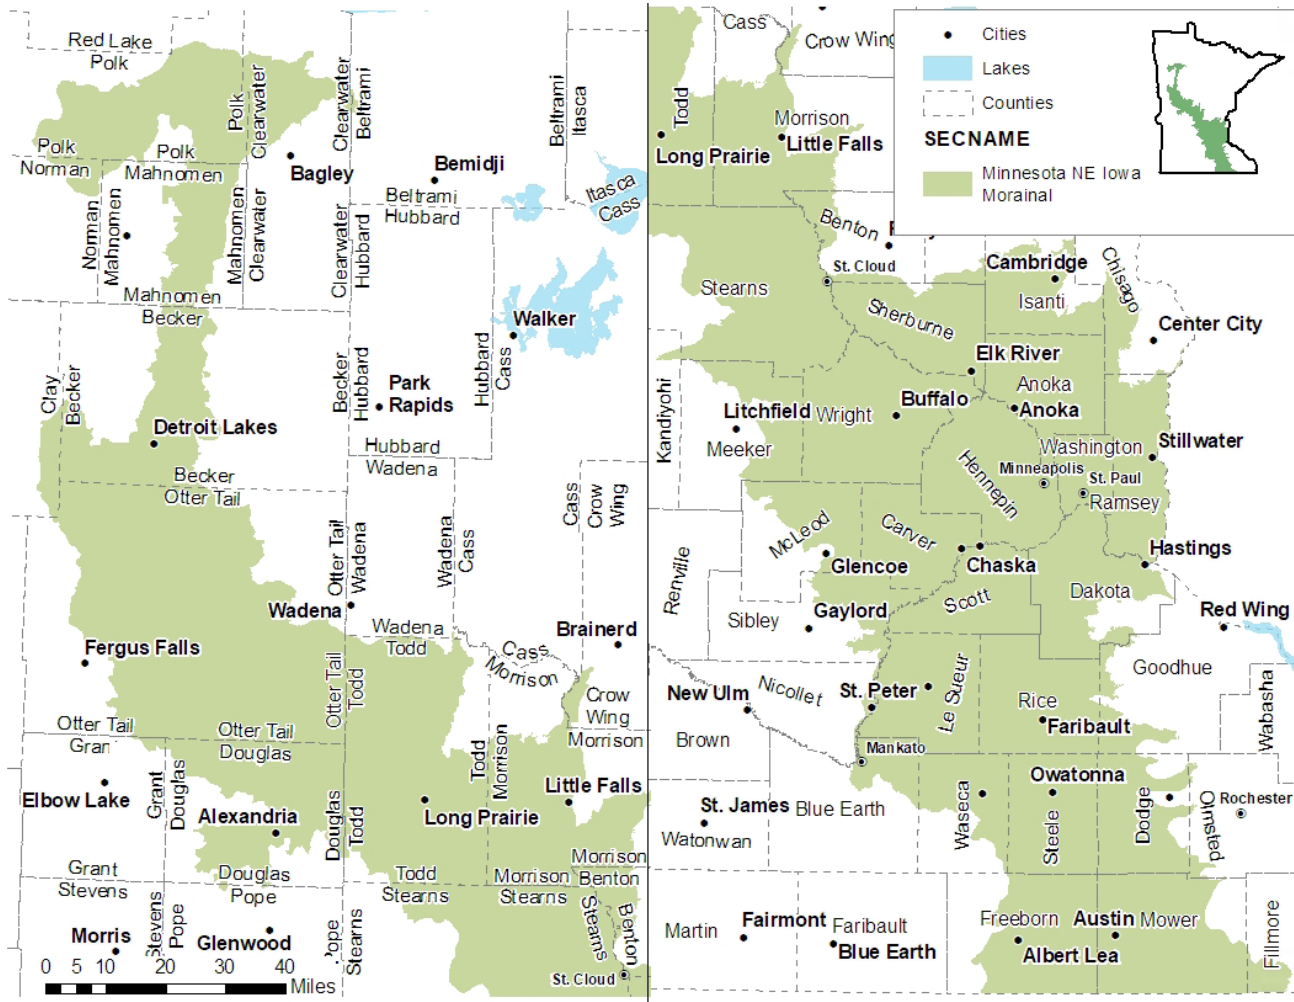 Red Lake
Polk
Polk
Clearwater
Clearwater
Beltrami
Beltrami
Itasca
Polk
Norman
Polk
Mahnomen
Bagley
Bemidji
Beltrami
Hubbard
Itasca
Cass
Norman
Mahnomen
Mahnomen
Clearwater
Clearwater
Hubbard
Mahnomen
Becker
Walker
Clay
Becker
Becker
Hubbard
Park
Rapids
Hubbard
Cass
Detroit Lakes
Hubbard
Wadena
Becker
Otter Tail
Cass
Crow
Wing
Otter Tail
Wadena
Wadena
Cass
Wadena
Wadena
Todd
Brainerd
Cass
Morrison
Fergus Falls
Otter Tail
Todd
Crow
Wing
Morrison
Otter Tail
Gran
Otter Tail
Douglas
Todd
Morrison
Elbow Lake
Grant
Douglas
Alexandria
Douglas
Todd
Long Prairie
Little Falls
Grant
Stevens
Douglas
Pope
Todd
Stearns
Morrison
Stearns
Morrison
Benton
Morris
Stevens
Pope
Glenwood
Pope
Stearns
Stearns
Benton
St. Cloud
0 5 10 20 30 40
Miles
Cass
Crow Wing
Todd
Morrison
Long Prairie
Little Falls
Benton
St. Cloud
Stearns
Sherburne
Cambridge
Isanti
Chisago
Center City
Elk River
Anoka
Anoka
Kandiyohi
Litchfield
Meeker
Wright
Buffalo
Hennepin
Washington
Stillwater
Minneapolis
St. Paul
Ramsey
McLeod
Carver
Glencoe
Chaska
Hastings
Renville
Sibley
Gaylord
Scott
Dakota
Red Wing
New Ulm
Nicollet
St. Peter
Le Sueur
Rice
Faribault
Goodhue
Wabasha
Brown
Mankato
St. James
Watonwan
Blue Earth
Waseca
Owatonna
Steele
Dodge
Olmsted
Rochester
Martin
Fairmont
Faribault
Blue Earth
Freeborn
Albert Lea
Austin
Mower
Fillmore
Cities
Lakes
Counties
SECNAME
Minnesota NE Iowa
Morainal